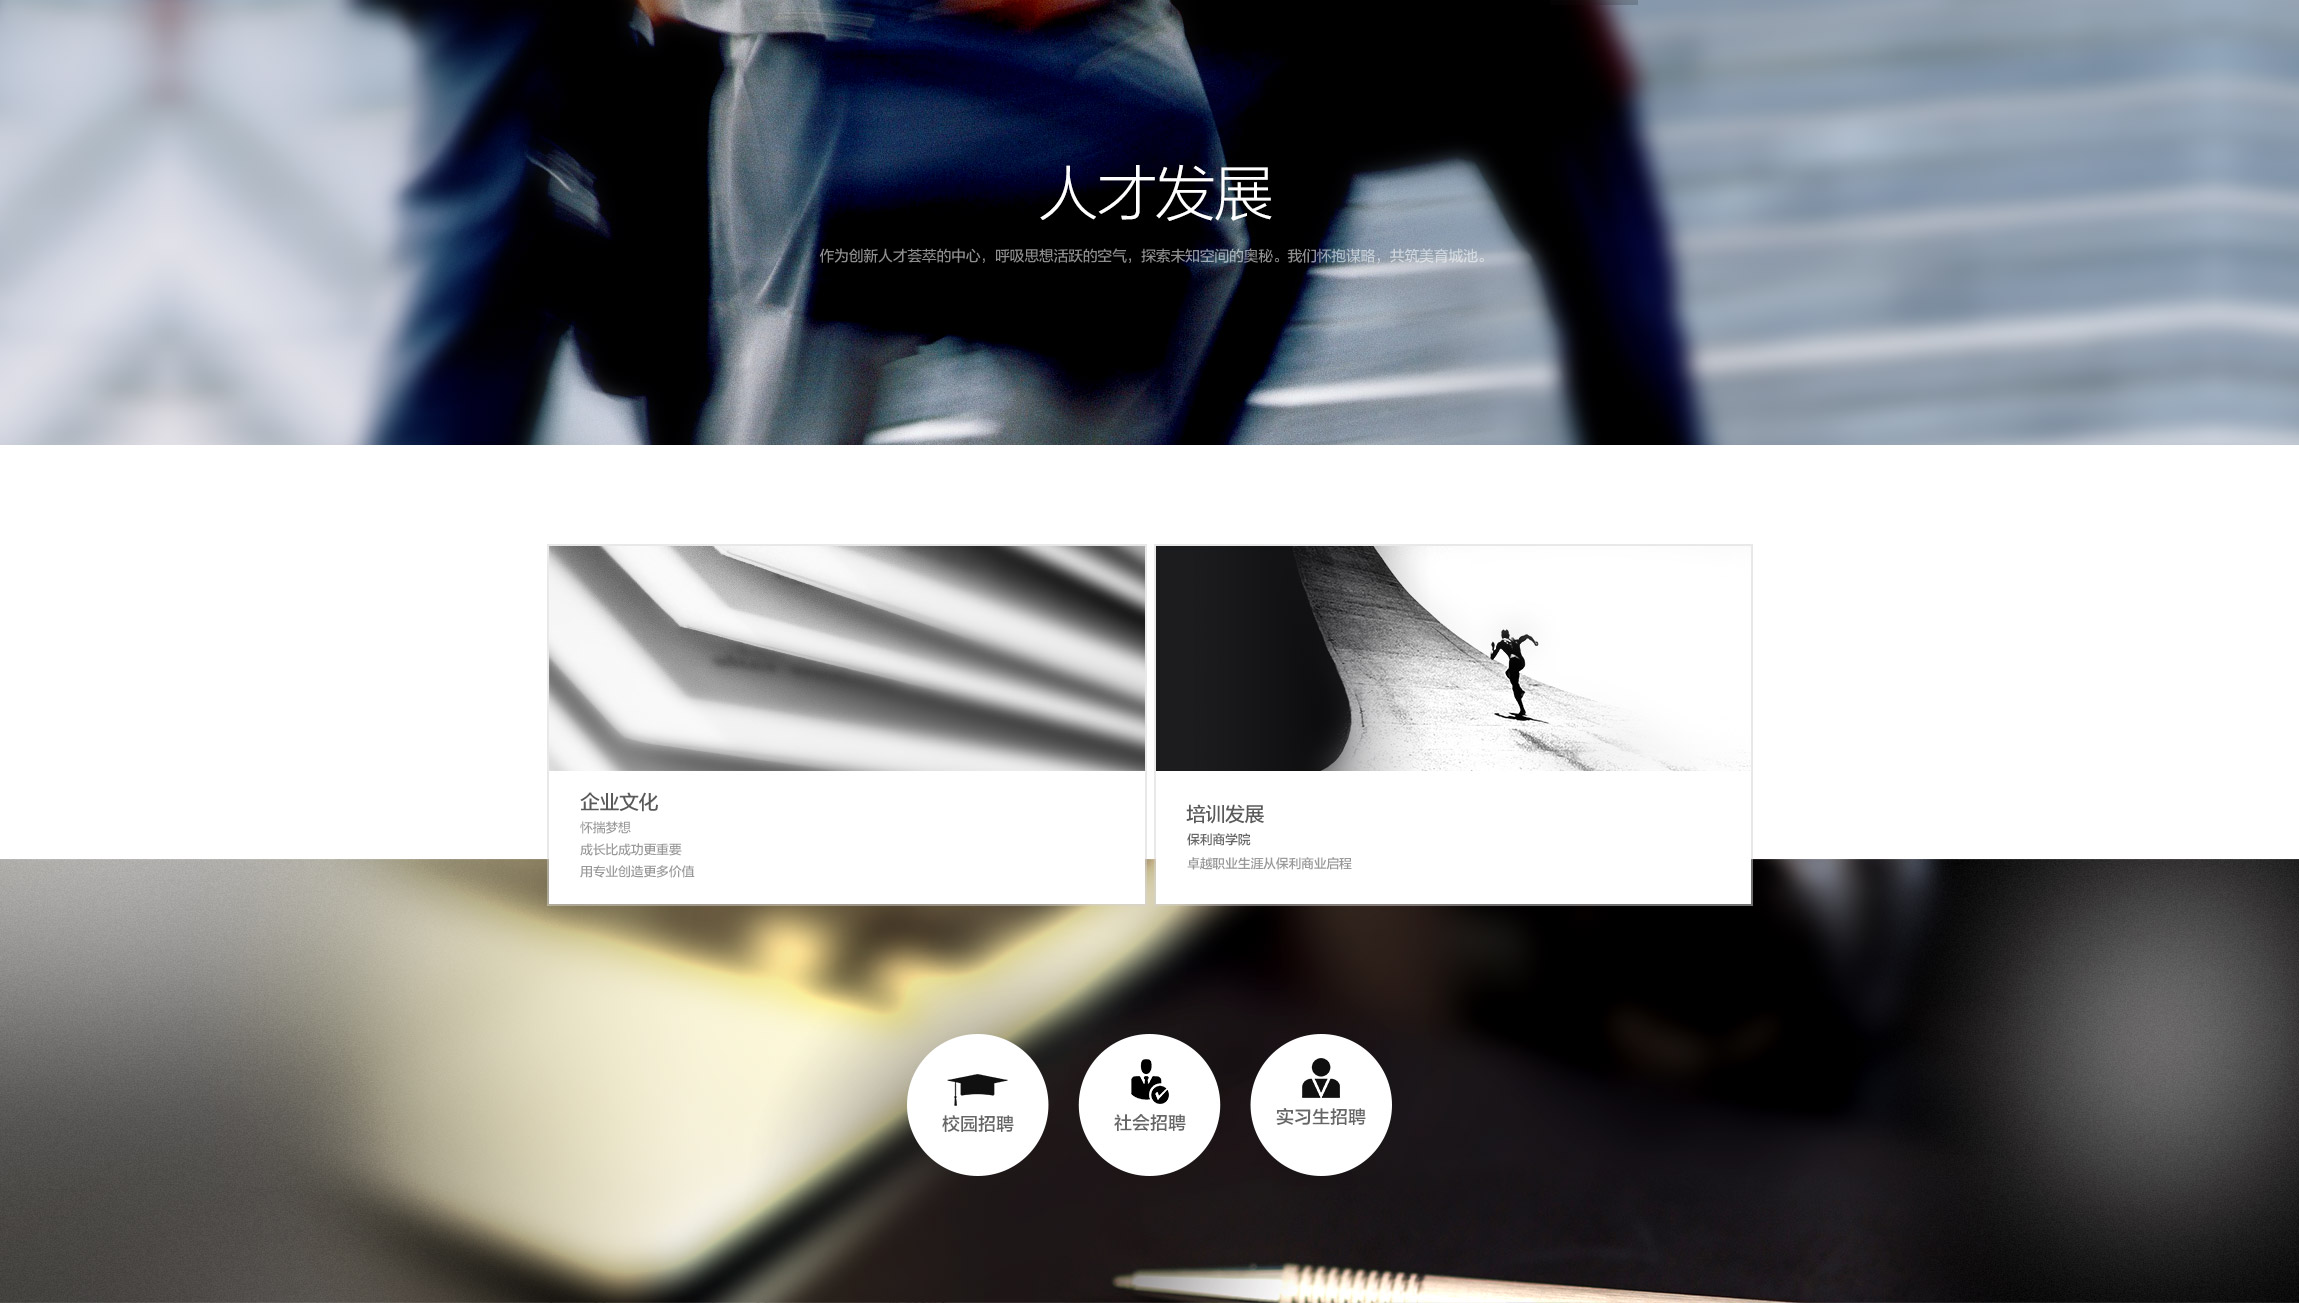 人才发展
作为创新人才荟萃的中心，呼吸思想活跃的空气，探索未知空间的奥秘。我们怀抱谋略，共筑美育城池。
企业文化
怀揣梦想
成长比成功更重要
用专业创造更多价值
培训发展
保利商学院
卓越职业生涯从保利商业启程
校园招聘
社会招聘
实习生招聘